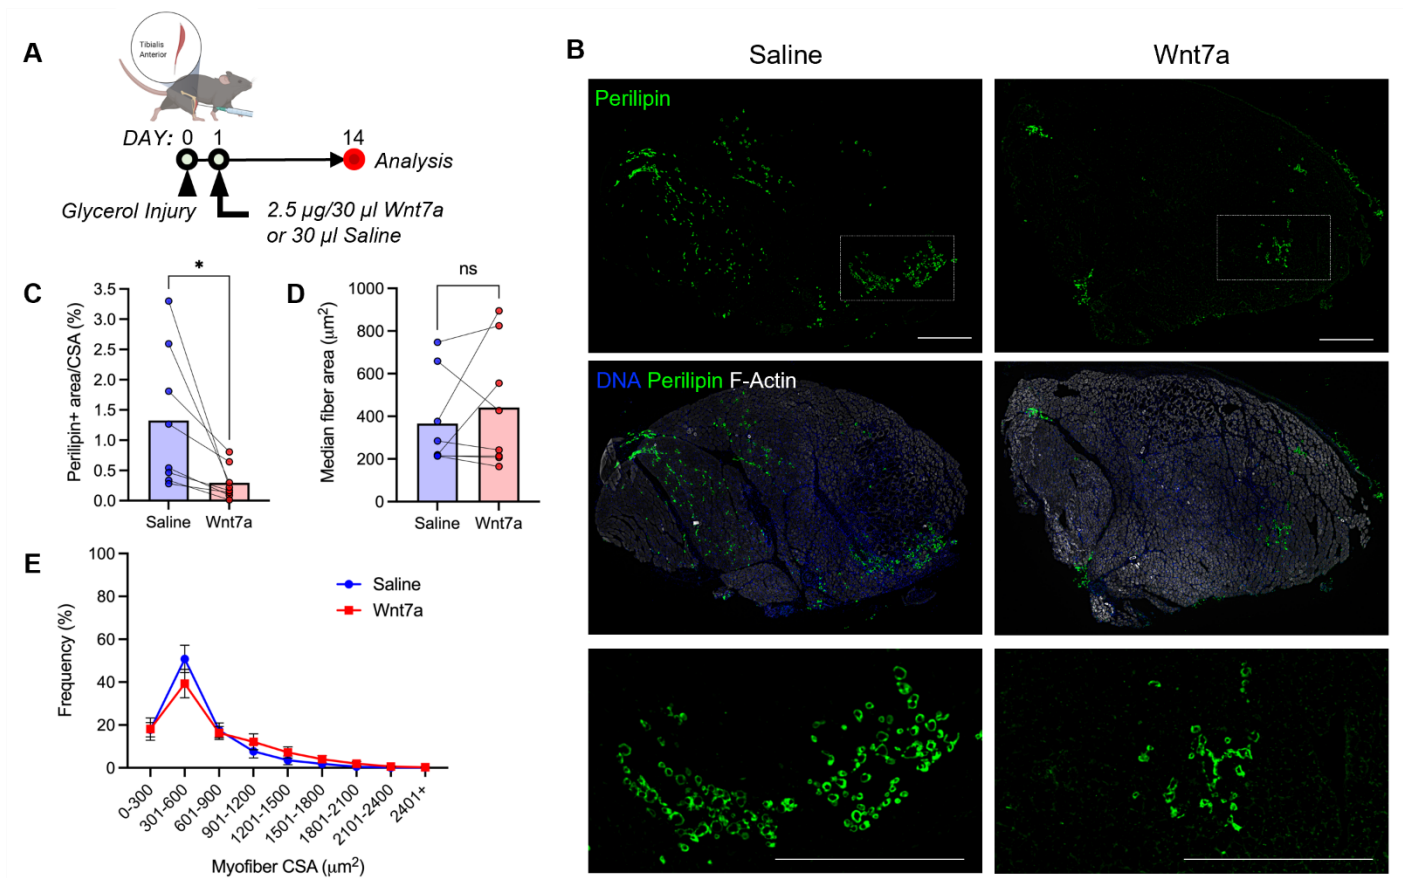 A
Tibialis
Anterior
DAY: 0 1 14
Analysis
Glycerol Injury
2.5 µg/30 µl Wnt7a
or 30 µl Saline
B
Saline
Wnt7a
Perilipin
DNA Perilipin F-Actin
C
*
Perilipin+ area/CSA (%)
3.5
3.0
2.5
2.0
1.5
1.0
0.5
0.0
Saline
Wnt7a
D
ns
Median fiber area (µm²)
1000
800
600
400
200
0
Saline
Wnt7a
E
Frequency (%)
100
80
60
40
20
0
Saline
Wnt7a
0-300
301-600
601-900
901-1200
1201-1500
1501-1800
1801-2100
2101-2400
2401+
Myofiber CSA (µm²)